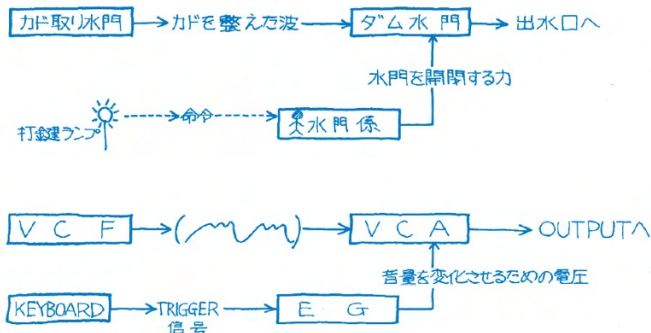 カド取り水門 カドを整えた波 ダム水門 出水口へ
水門を開閉する力
打鍵ランプ 命令 水門係
VCF VCA OUTPUTへ
音量を変化させるための電圧
KEYBOARD TRIGGER EG
信号